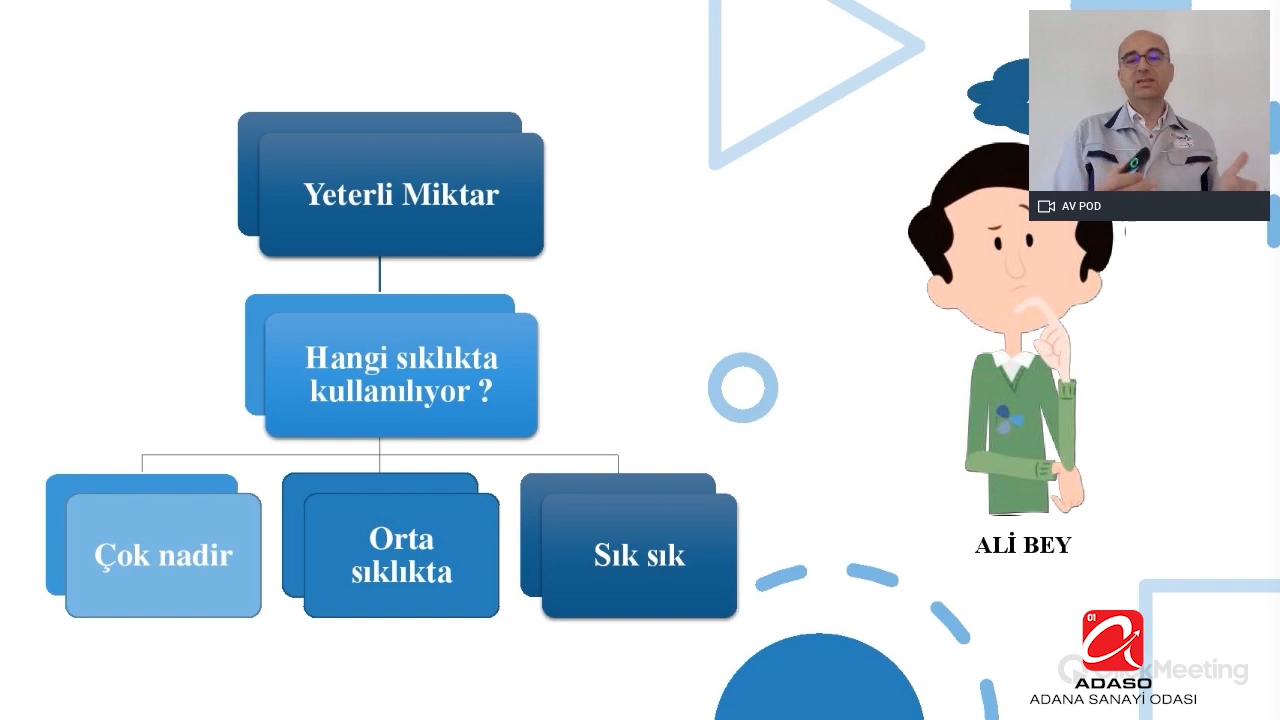 Yeterli Miktar
Hangi sıklıkta
kullanılıyor ?
Çok nadir
Orta
sıklıkta
Sık sık
AV POD
ALİ BEY
01
ClickMeeting
ADASO
ADANA SANAYİ ODASI